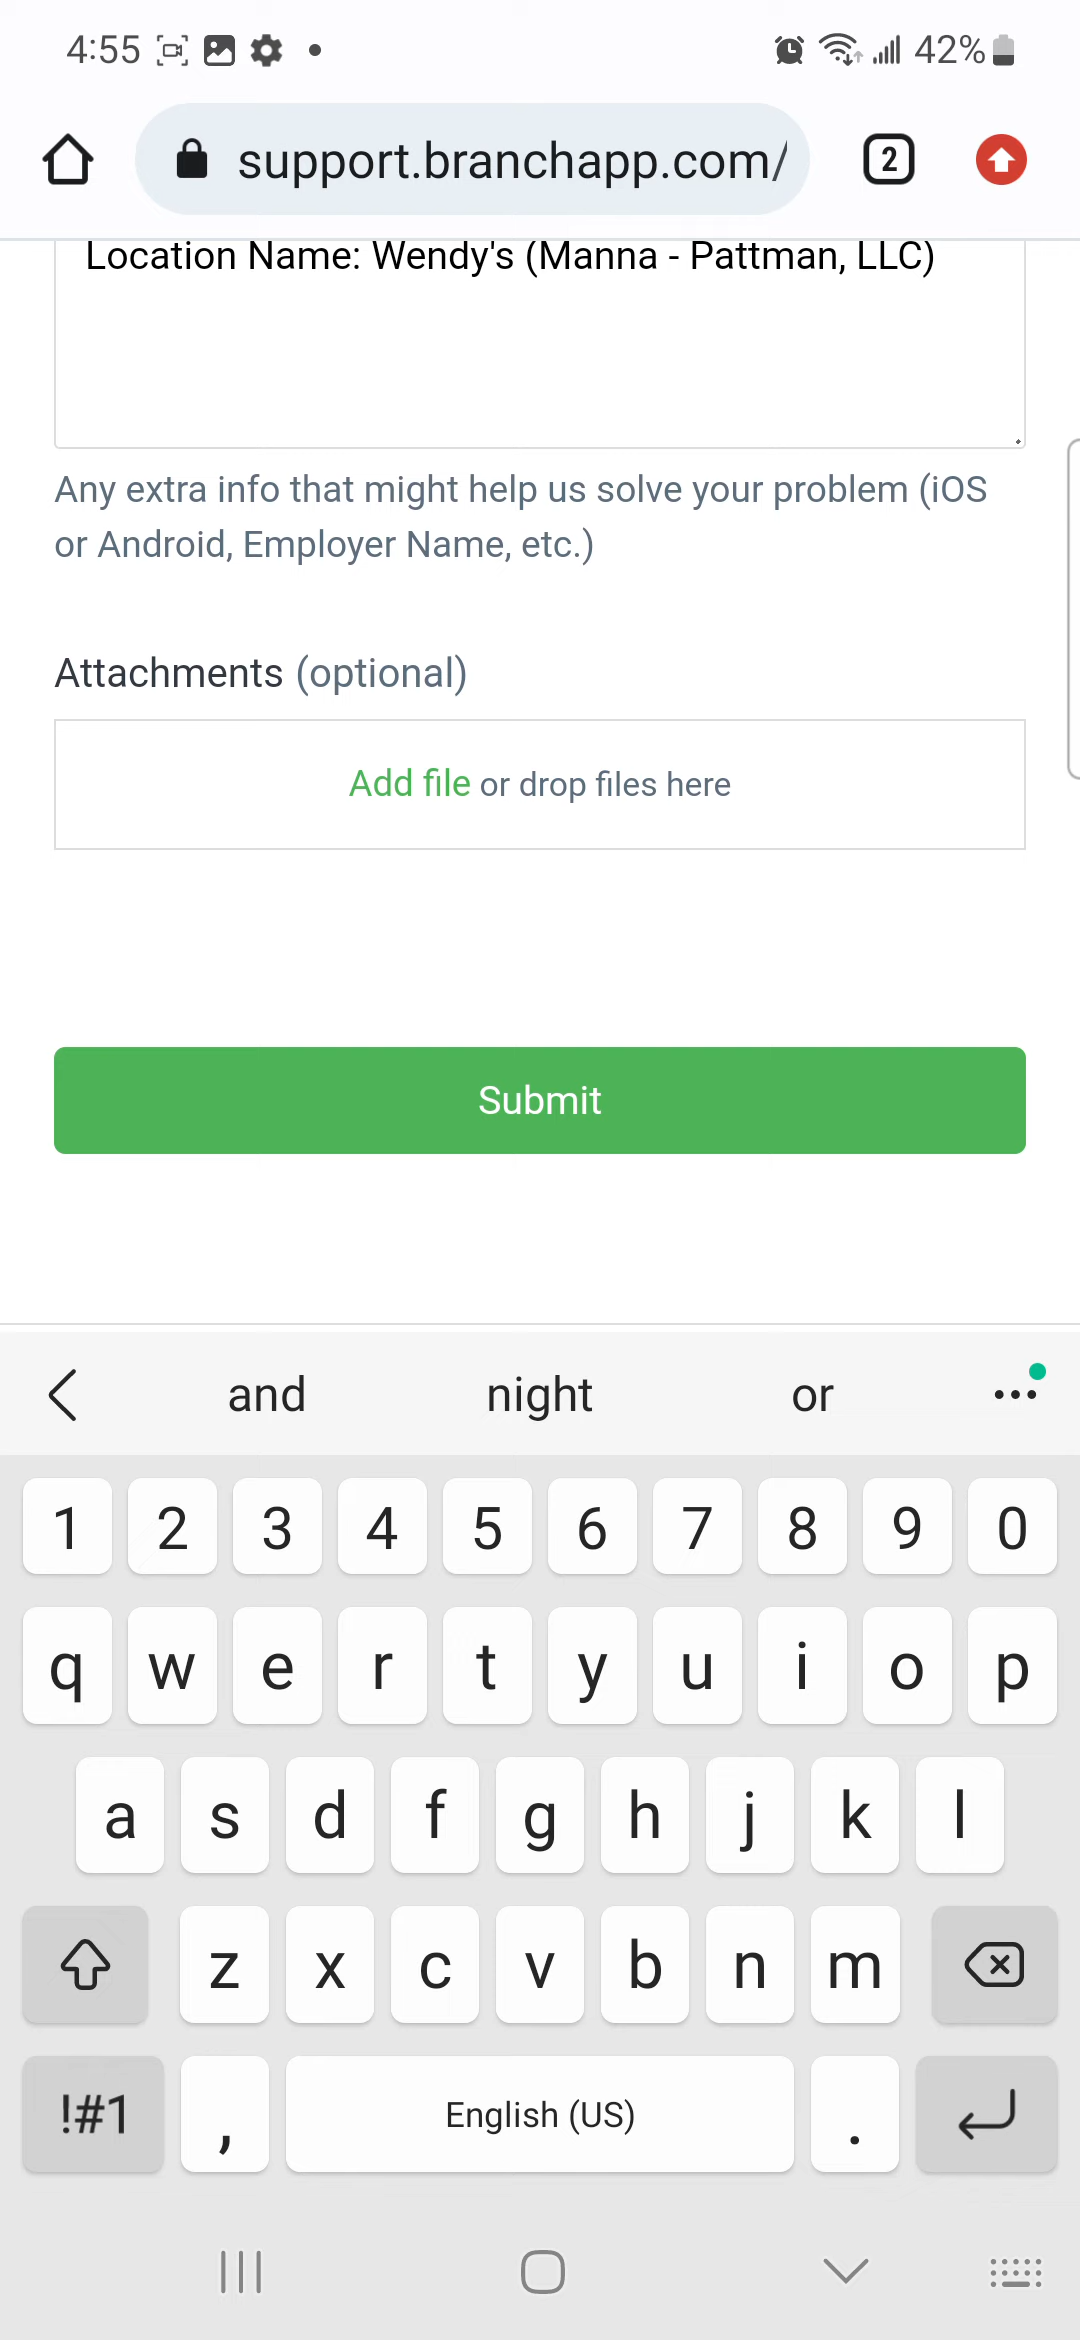 4:55
42%
support.branchapp.com/
2
Location Name: Wendy's (Manna - Pattman, LLC)
Any extra info that might help us solve your problem (iOS
or Android, Employer Name, etc.)
Attachments (optional)
Add file or drop files here
Submit
and night or
1 2 3 4 5 6 7 8 9 0
q w e r t y u i o p
a s d f g h j k l
z x c v b n m
!#1 , English (US) .